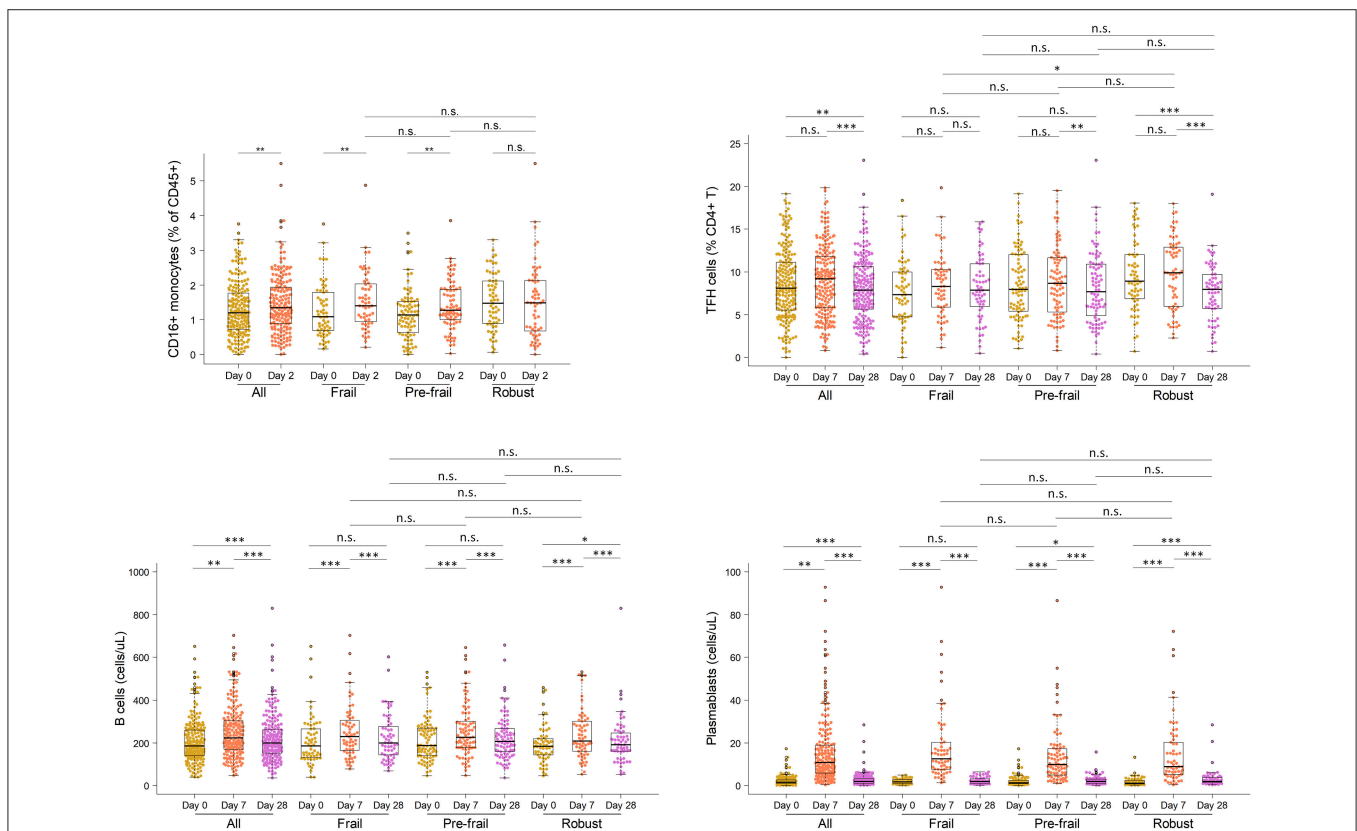 n.s.
n.s. n.s.
** ** ** n.s.
CD16+ monocytes (% of CD45+)
5
4
3
2
1
0
Day 0 Day 2 Day 0 Day 2 Day 0 Day 2 Day 0 Day 2
All Frail Pre-frail Robust
n.s.
n.s. n.s.
*
n.s. n.s.
** n.s. n.s. ***
n.s. *** n.s. n.s. n.s. ** n.s. ***
TFH cells (% CD4+ T)
25
20
15
10
5
0
Day 0 Day 7 Day 28 Day 0 Day 7 Day 28 Day 0 Day 7 Day 28 Day 0 Day 7 Day 28
All Frail Pre-frail Robust
n.s.
n.s. n.s.
n.s.
n.s. n.s.
*** n.s. n.s. *
** *** *** *** *** *** *** ***
B cells (cells/uL)
1000
800
600
400
200
0
Day 0 Day 7 Day 28 Day 0 Day 7 Day 28 Day 0 Day 7 Day 28 Day 0 Day 7 Day 28
All Frail Pre-frail Robust
n.s.
n.s. n.s.
n.s.
n.s. n.s.
*** n.s. * ***
** *** *** *** *** *** *** ***
Plasmablasts (cells/uL)
100
80
60
40
20
0
Day 0 Day 7 Day 28 Day 0 Day 7 Day 28 Day 0 Day 7 Day 28 Day 0 Day 7 Day 28
All Frail Pre-frail Robust